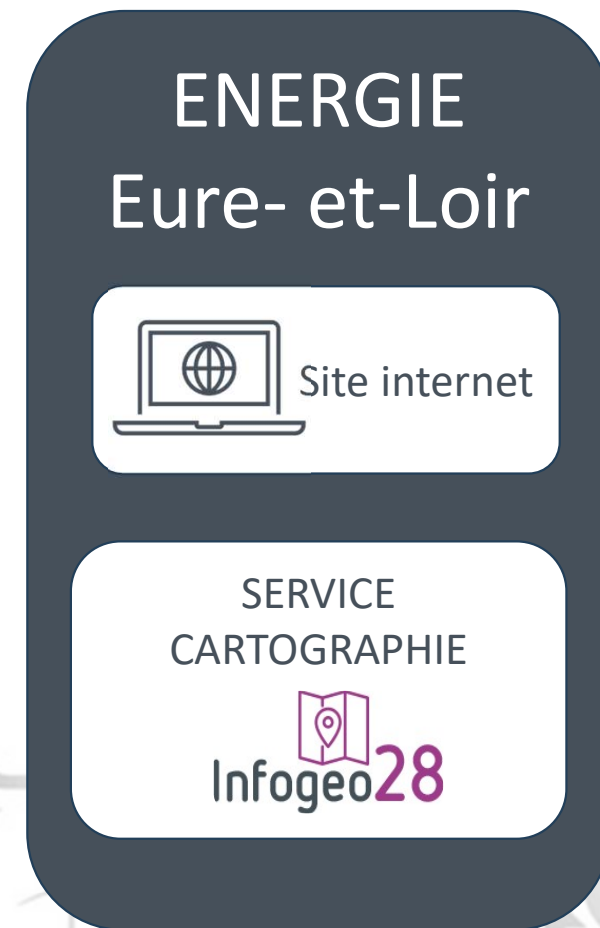 ENERGIE
Eure- et-Loir
Site internet
SERVICE
CARTOGRAPHIE
Infogeo28